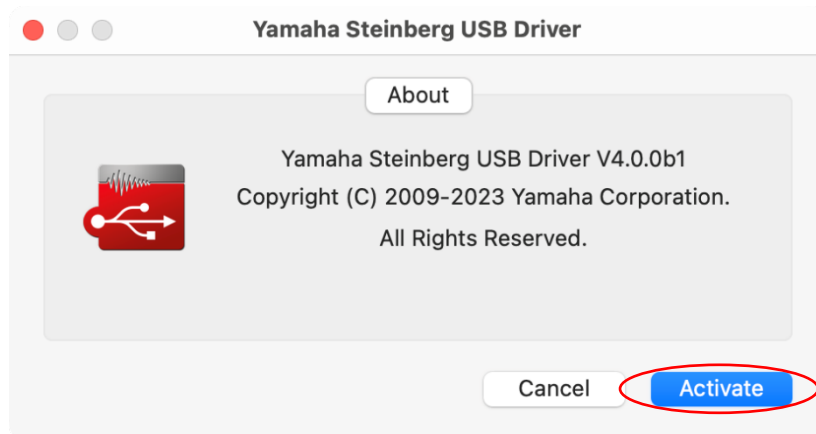 Yamaha Steinberg USB Driver
About
Yamaha Steinberg USB Driver V4.0.0b1
Copyright (C) 2009-2023 Yamaha Corporation.
All Rights Reserved.
Cancel Activate